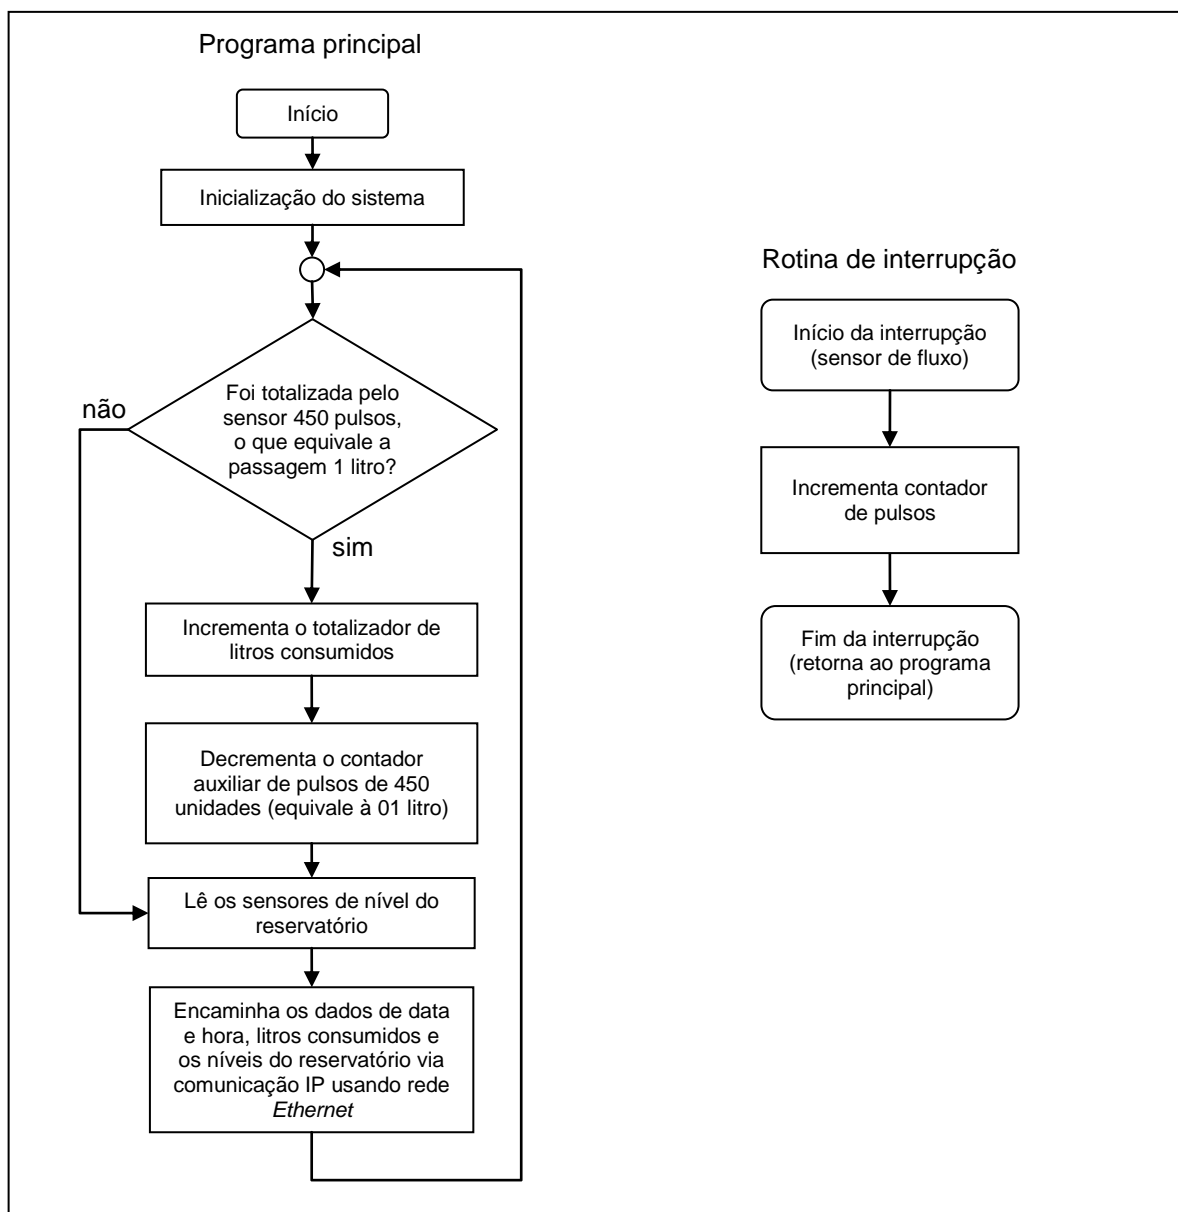 Programa principal
Início
Inicialização do sistema
Foi totalizada pelo
sensor 450 pulsos,
o que equivale a
passagem 1 litro?
não
sim
Incrementa o totalizador de
litros consumidos
Decrementa o contador
auxiliar de pulsos de 450
unidades (equivale à 01 litro)
Lê os sensores de nível do
reservatório
Encaminha os dados de data
e hora, litros consumidos e
os níveis do reservatório via
comunicação IP usando rede
Ethernet
Rotina de interrupção
Início da interrupção
(sensor de fluxo)
Incrementa contador
de pulsos
Fim da interrupção
(retorna ao programa
principal)